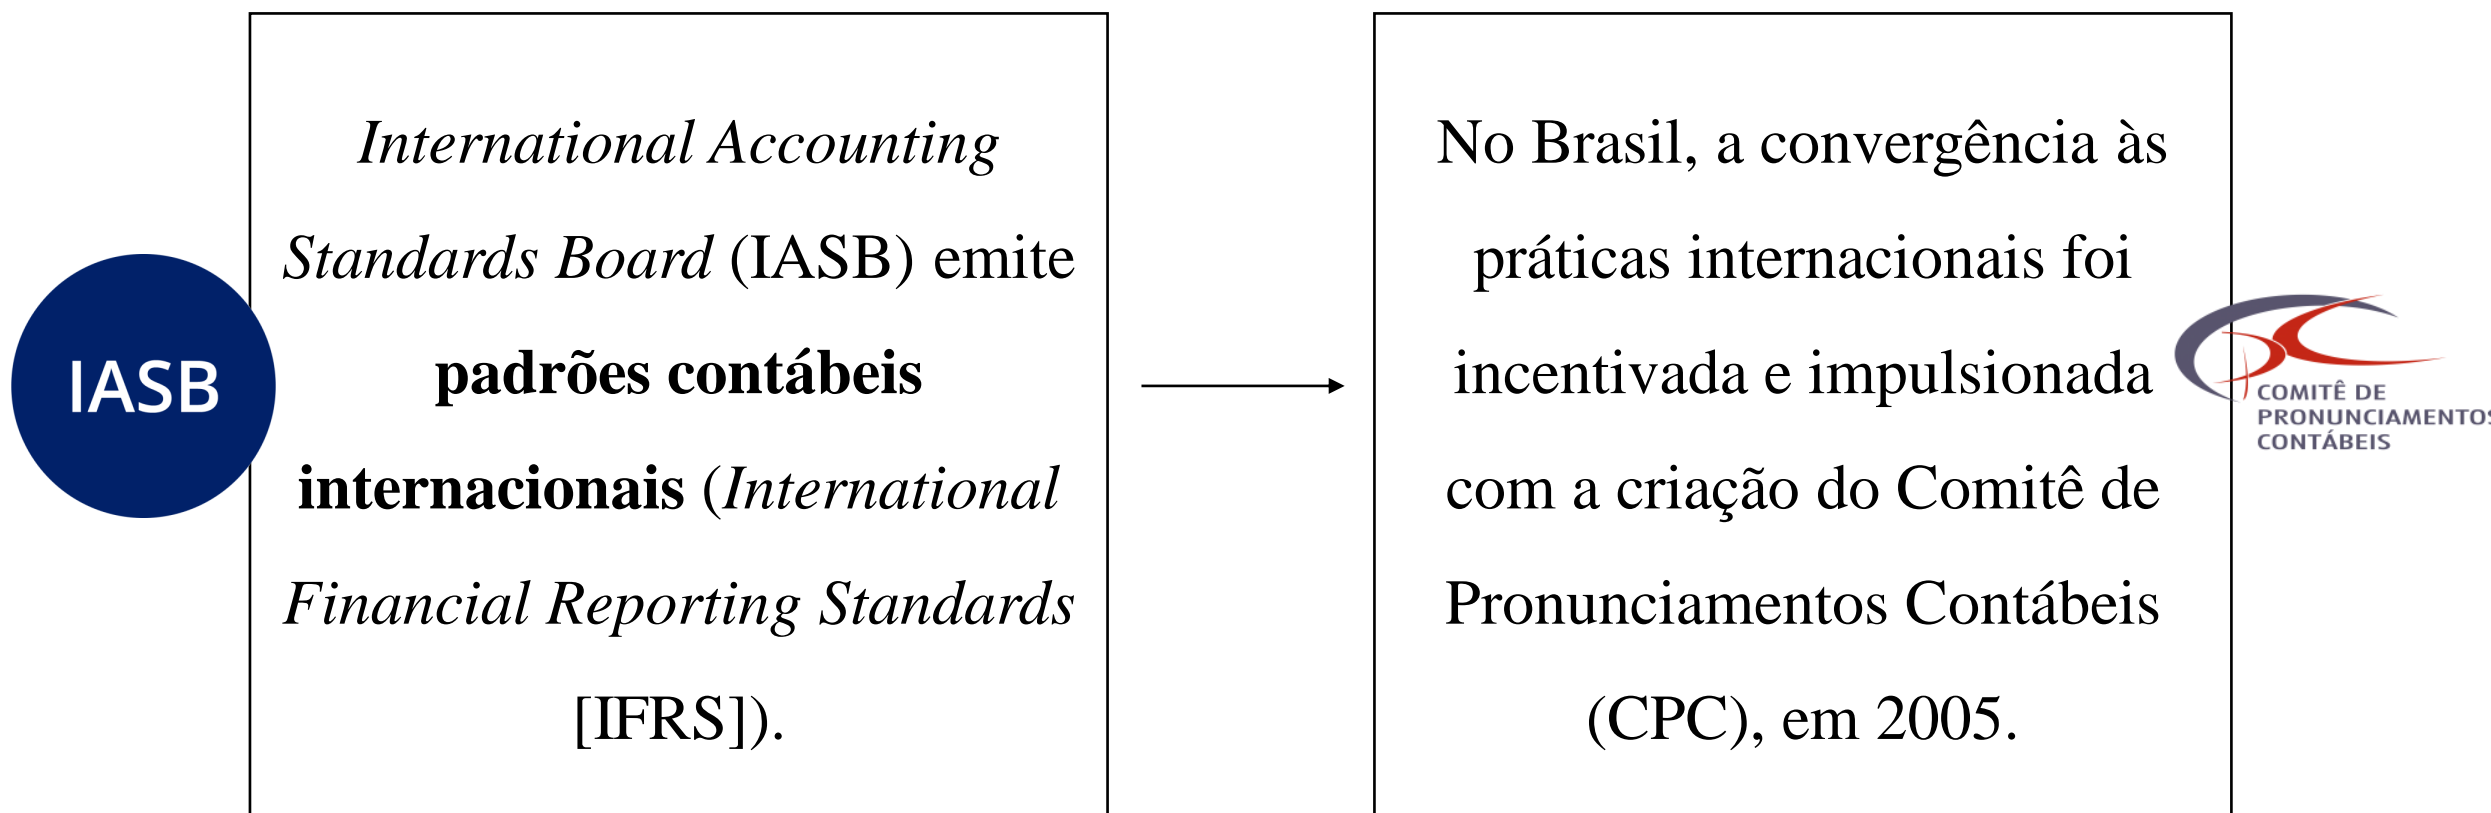 IASB
International Accounting
Standards Board (IASB) emite
padrões contábeis
internacionais (International
Financial Reporting Standards
[IFRS]).
No Brasil, a convergência às
práticas internacionais foi
incentivada e impulsionada
com a criação do Comitê de
Pronunciamentos Contábeis
(CPC), em 2005.
COMITÊ DE
PRONUNCIAMENTOS
CONTÁBEIS